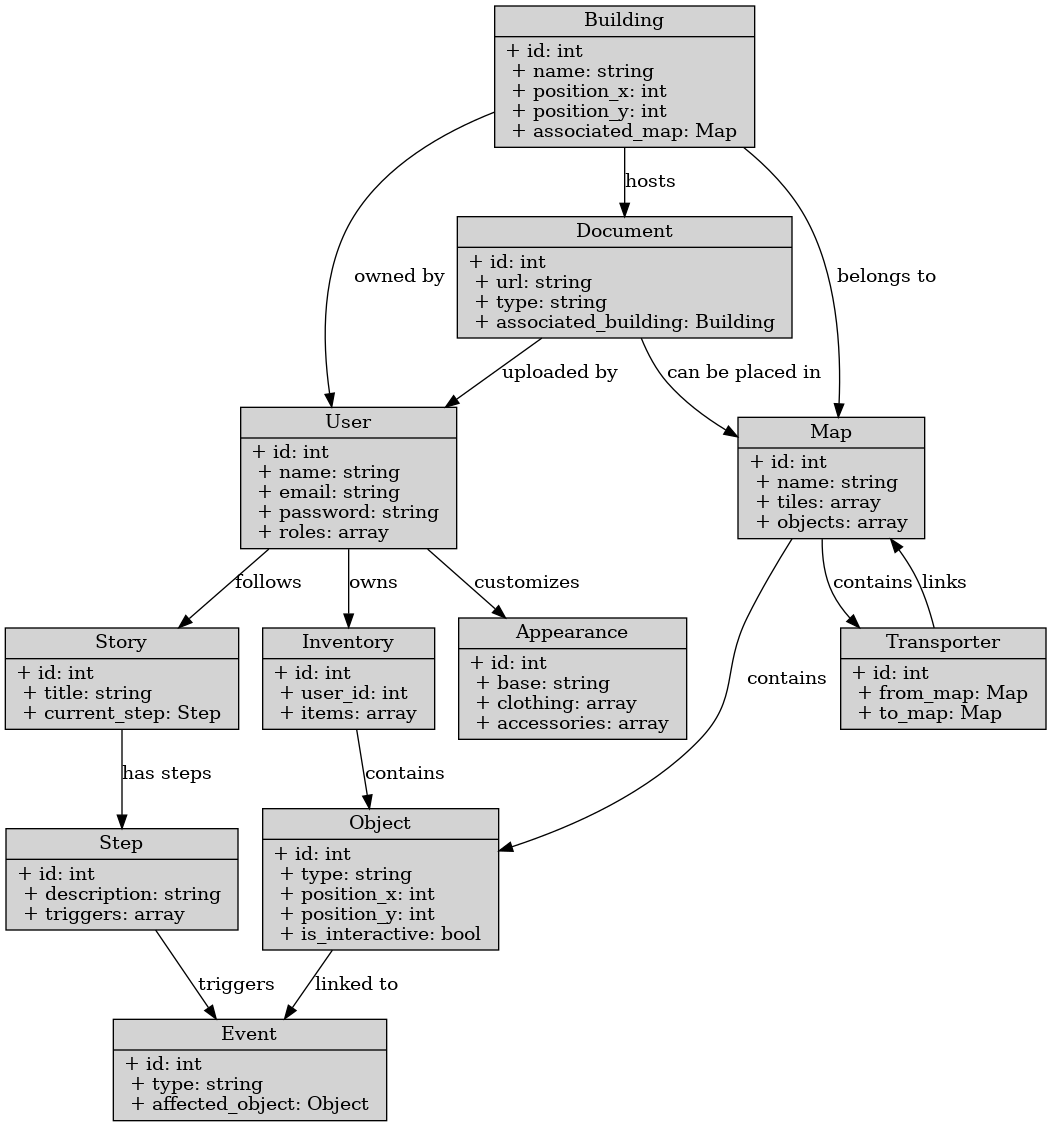 Building
+ id: int
+ name: string
+ position_x: int
+ position_y: int
+ associated_map: Map
hosts
Document
+ id: int
+ url: string
+ type: string
+ associated_building: Building
owned by
belongs to
uploaded by
can be placed in
User
+ id: int
+ name: string
+ email: string
+ password: string
+ roles: array
Map
+ id: int
+ name: string
+ tiles: array
+ objects: array
follows
owns
customizes
contains
links
Story
+ id: int
+ title: string
+ current_step: Step
Inventory
+ id: int
+ user_id: int
+ items: array
Appearance
+ id: int
+ base: string
+ clothing: array
+ accessories: array
contains
Transporter
+ id: int
+ from_map: Map
+ to_map: Map
has steps
contains
Step
+ id: int
+ description: string
+ triggers: array
Object
+ id: int
+ type: string
+ position_x: int
+ position_y: int
+ is_interactive: bool
triggers
linked to
Event
+ id: int
+ type: string
+ affected_object: Object